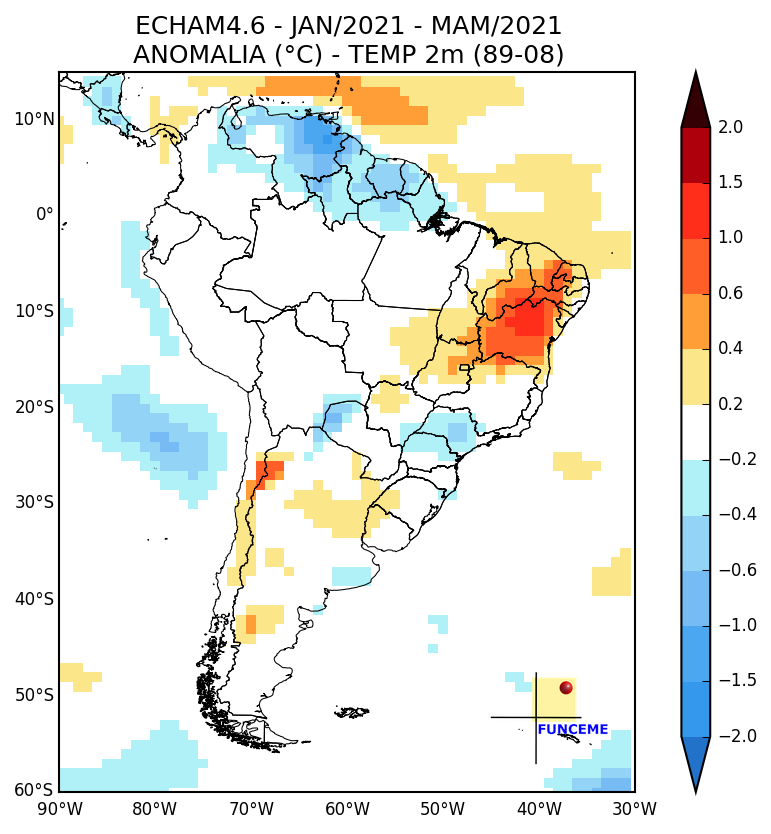 ECHAM4.6 - JAN/2021 - MAM/2021
ANOMALIA (°C) - TEMP 2m (89-08)
10°N
0°
10°S
20°S
30°S
40°S
50°S
60°S
90°W 80°W 70°W 60°W 50°W 40°W 30°W
2.0
1.5
1.0
0.6
0.4
0.2
−0.2
−0.4
−0.6
−1.0
−1.5
−2.0
FUNCEME